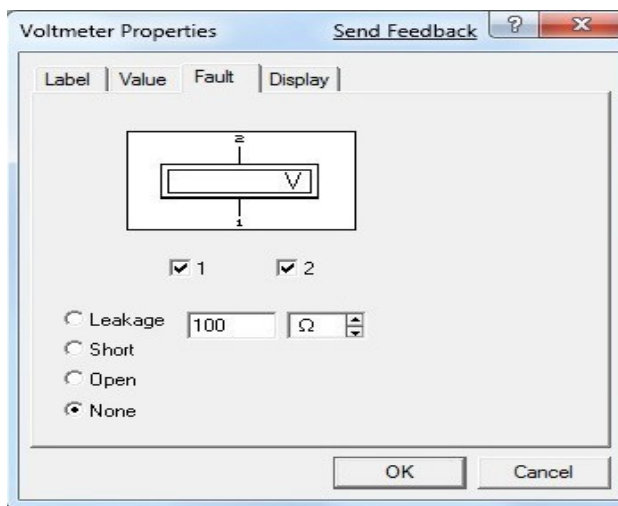 Voltmeter Properties Send Feedback ?
Label Value Fault Display
2
V
1
1 2
Leakage 100 Ω
Short
Open
None
OK Cancel